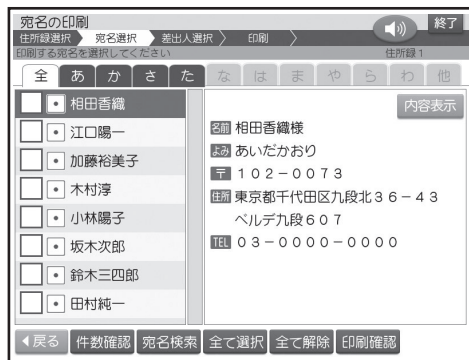 宛名の印刷
終了
住所録選択 宛名選択 差出人選択 印刷
印刷する宛名を選択してください 住所録1
全 あ か さ た な は ま や ら わ 他
相田香織
江口陽一
加藤裕美子
木村淳
小林陽子
坂木次郎
鈴木三四郎
田村純一
内容表示
名前 相田香織様
よみ あいだかおり
〒 102-0073
住所 東京都千代田区九段北36-43
ベルデ九段607
TEL 03-0000-0000
戻る 件数確認 宛名検索 全て選択 全て解除 印刷確認